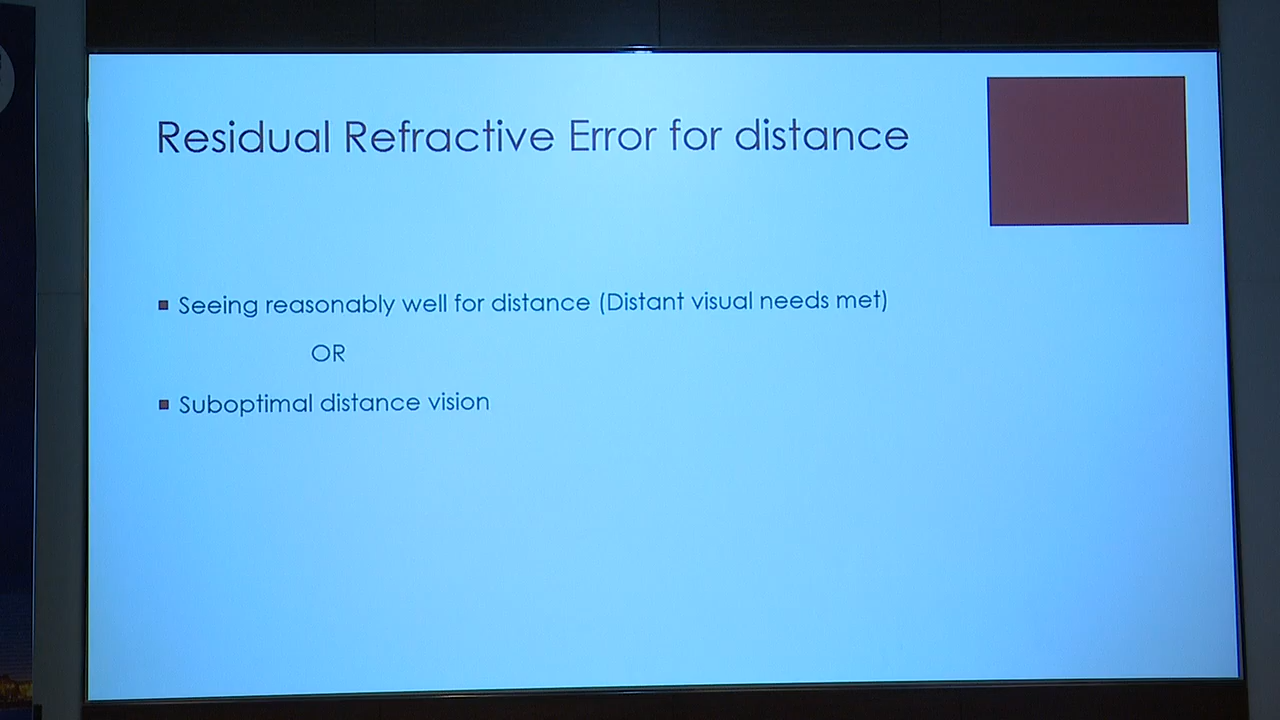 Residual Refractive Error for distance
Seeing reasonably well for distance (Distant visual needs met)
OR
Suboptimal distance vision